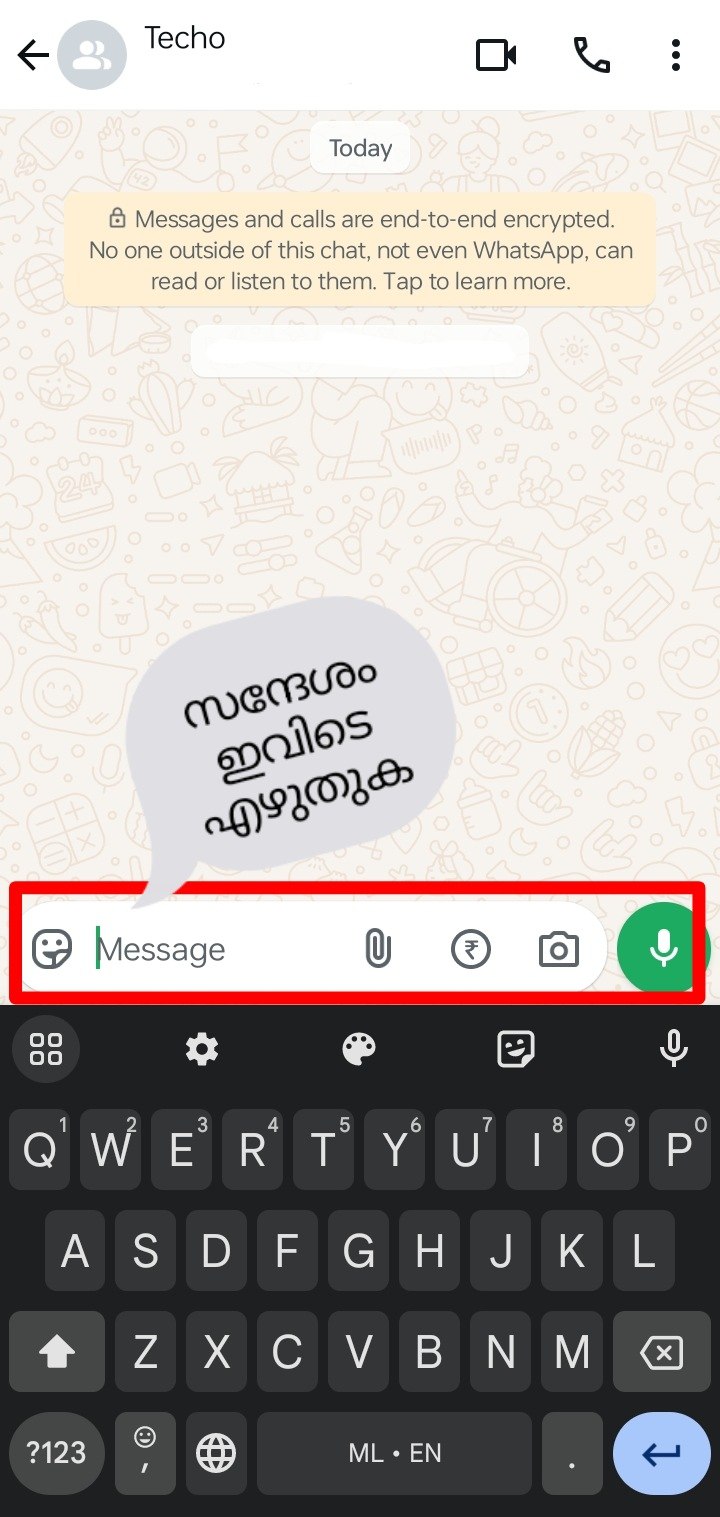 Techo
Today
Messages and calls are end-to-end encrypted.
No one outside of this chat, not even WhatsApp, can
read or listen to them. Tap to learn more.
സന്ദേശം
ഇവിടെ
എഴുതുക
Message
Q1 W2 E3 R4 T5 Y6 U7 I8 O9 P0
A S D F G H J K L
Z X C V B N M
?123 , ML • EN .